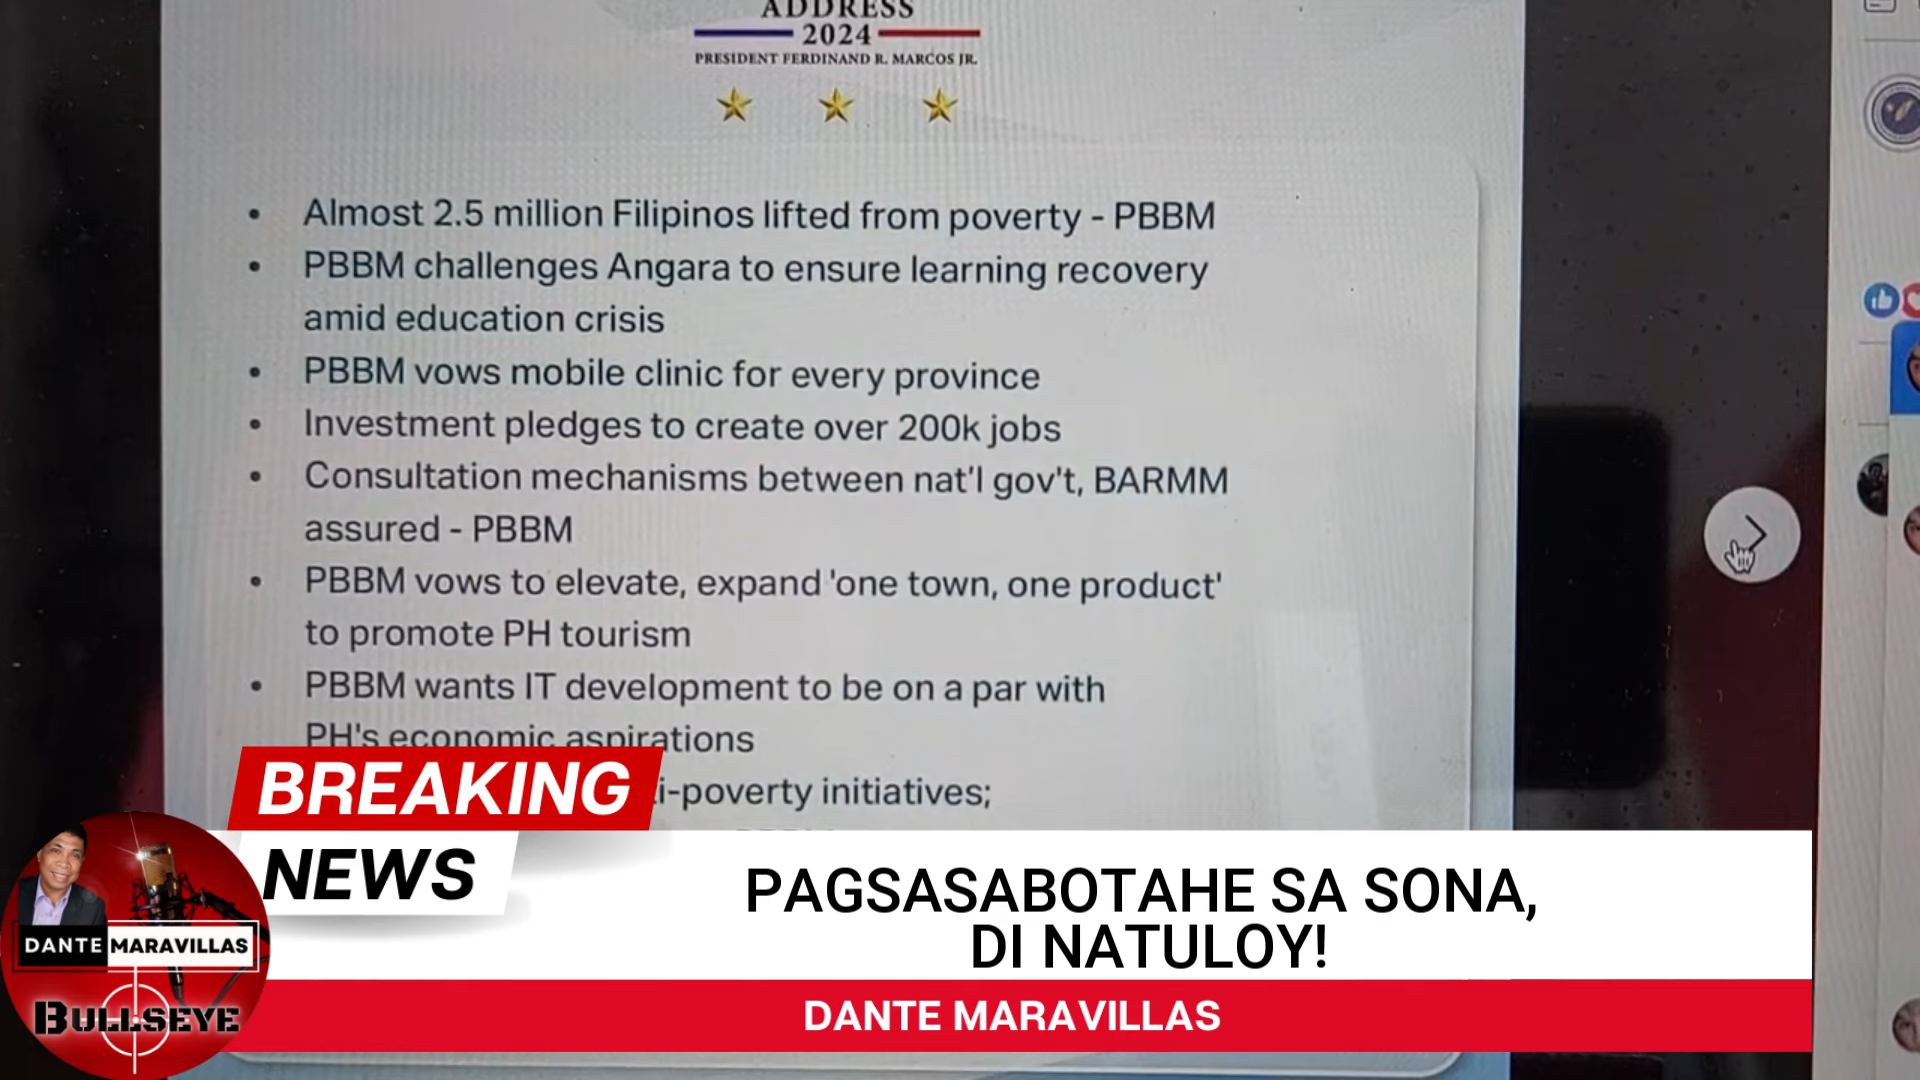 ADDRESS
2024
PRESIDENT FERDINAND R. MARCOS JR.
• Almost 2.5 million Filipinos lifted from poverty - PBBM
• PBBM challenges Angara to ensure learning recovery
amid education crisis
• PBBM vows mobile clinic for every province
• Investment pledges to create over 200k jobs
• Consultation mechanisms between nat'l gov't, BARMM
assured - PBBM
• PBBM vows to elevate, expand 'one town, one product'
to promote PH tourism
• PBBM wants IT development to be on a par with
PH's economic aspirations
i-poverty initiatives;
BREAKING
NEWS
PAGSASABOTAHE SA SONA,
DI NATULOY!
DANTE MARAVILLAS
DANTE MARAVILLAS
BULLSEYE